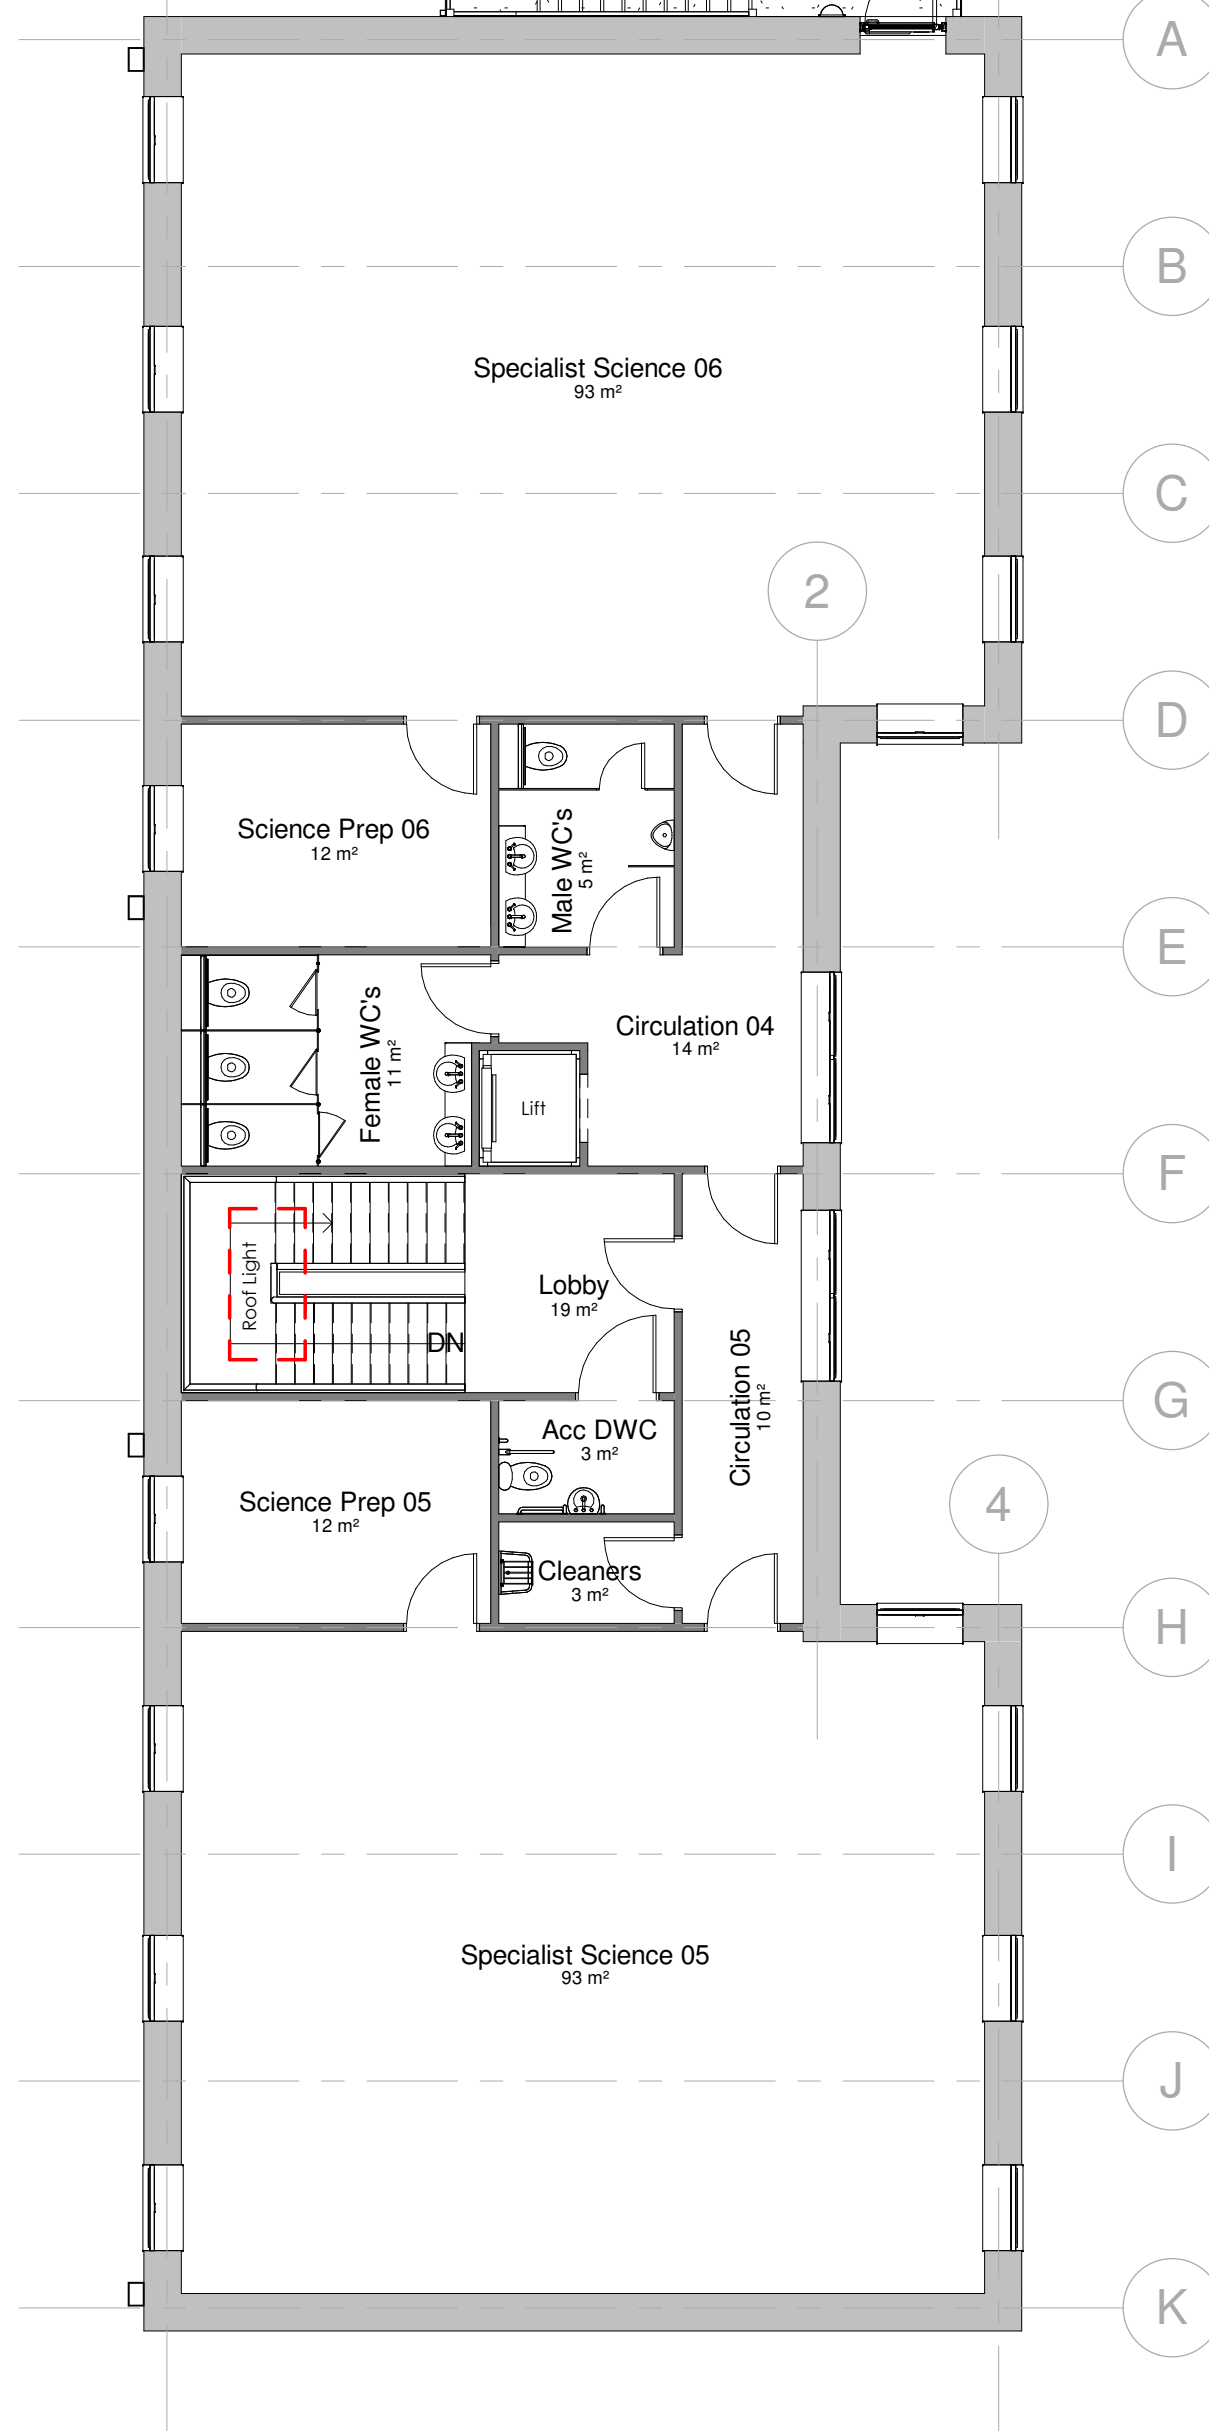 A
B
Specialist Science 06
93 m²
C
2
D
Science Prep 06
12 m²
Male WC's
5 m²
E
Female WC's
11 m²
Circulation 04
14 m²
Lift
F
Roof Light
Lobby
19 m²
DN
Circulation 05
10 m²
G
Acc DWC
3 m²
4
Science Prep 05
12 m²
Cleaners
3 m²
H
I
Specialist Science 05
93 m²
J
K